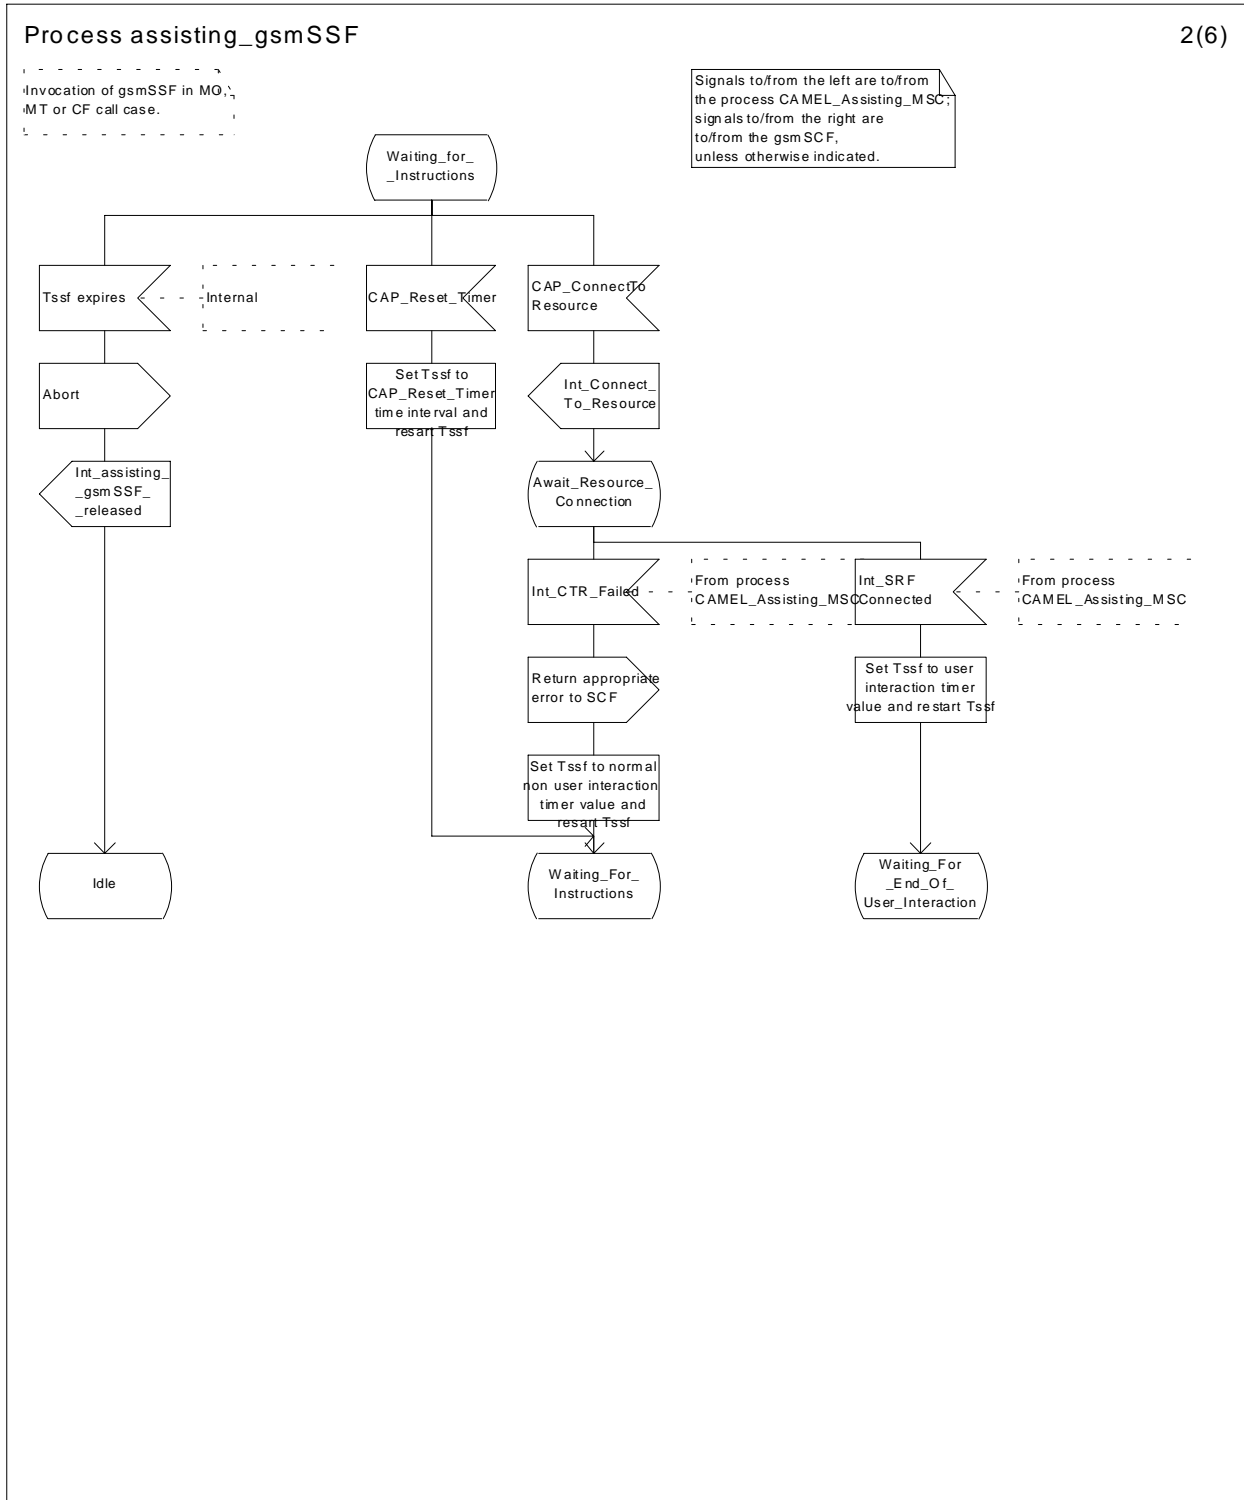 Process assisting_gsmSSF
2(6)
Invocation of gsmSSF in MO,
MT or CF call case.
Signals to/from the left are to/from
the process CAMEL_Assisting_MSC;
signals to/from the right are
to/from the gsmSCF,
unless otherwise indicated.
Waiting_for_
_Instructions
Tssf expires
Internal
CAP_Reset_Timer
CAP_ConnectTo
Resource
Abort
Set Tssf to
CAP_Reset_Timer
time interval and
resart Tssf
Int_Connect_
To_Resource
Int_assisting_
_gsmSSF_
_released
Await_Resource_
Connection
Int_CTR_Failed
From process
CAMEL_Assisting_MSC
Int_SRF
Connected
From process
CAMEL_Assisting_MSC
Return appropriate
error to SCF
Set Tssf to user
interaction timer
value and restart Tssf
Set Tssf to normal
non user interaction
timer value and
resart Tssf
Idle
Waiting_For_
Instructions
Waiting_For
_End_Of_
User_Interaction